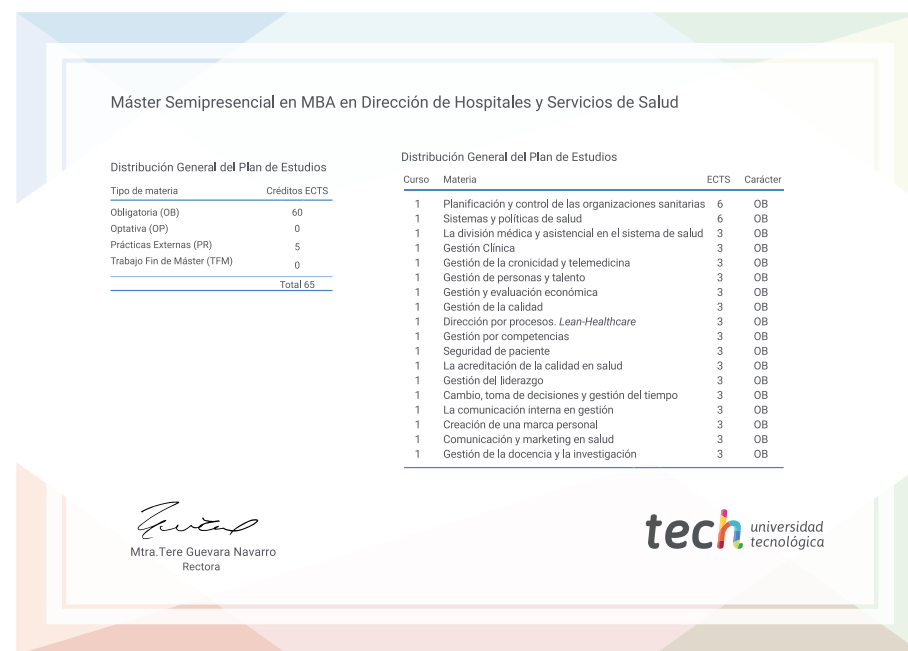 Máster Semipresencial en MBA en Dirección de Hospitales y Servicios de Salud
Distribución General del Plan de Estudios
Tipo de materia Créditos ECTS
Obligatoria (OB) 60
Optativa (OP) 0
Prácticas Externas (PR) 5
Trabajo Fin de Máster (TFM) 0
Total 65
Distribución General del Plan de Estudios
Curso Materia ECTS Carácter
1 Planificación y control de las organizaciones sanitarias 6 OB
1 Sistemas y políticas de salud 6 OB
1 La división médica y asistencial en el sistema de salud 3 OB
1 Gestión Clínica 3 OB
1 Gestión de la cronicidad y telemedicina 3 OB
1 Gestión de personas y talento 3 OB
1 Gestión y evaluación económica 3 OB
1 Gestión de la calidad 3 OB
1 Dirección por procesos. Lean-Healthcare 3 OB
1 Gestión por competencias 3 OB
1 Seguridad de paciente 3 OB
1 La acreditación de la calidad en salud 3 OB
1 Gestión del liderazgo 3 OB
1 Cambio, toma de decisiones y gestión del tiempo 3 OB
1 La comunicación interna en gestión 3 OB
1 Creación de una marca personal 3 OB
1 Comunicación y marketing en salud 3 OB
1 Gestión de la docencia y la investigación 3 OB
Mtra.Tere Guevara Navarro
Rectora
tech universidad
tecnológica